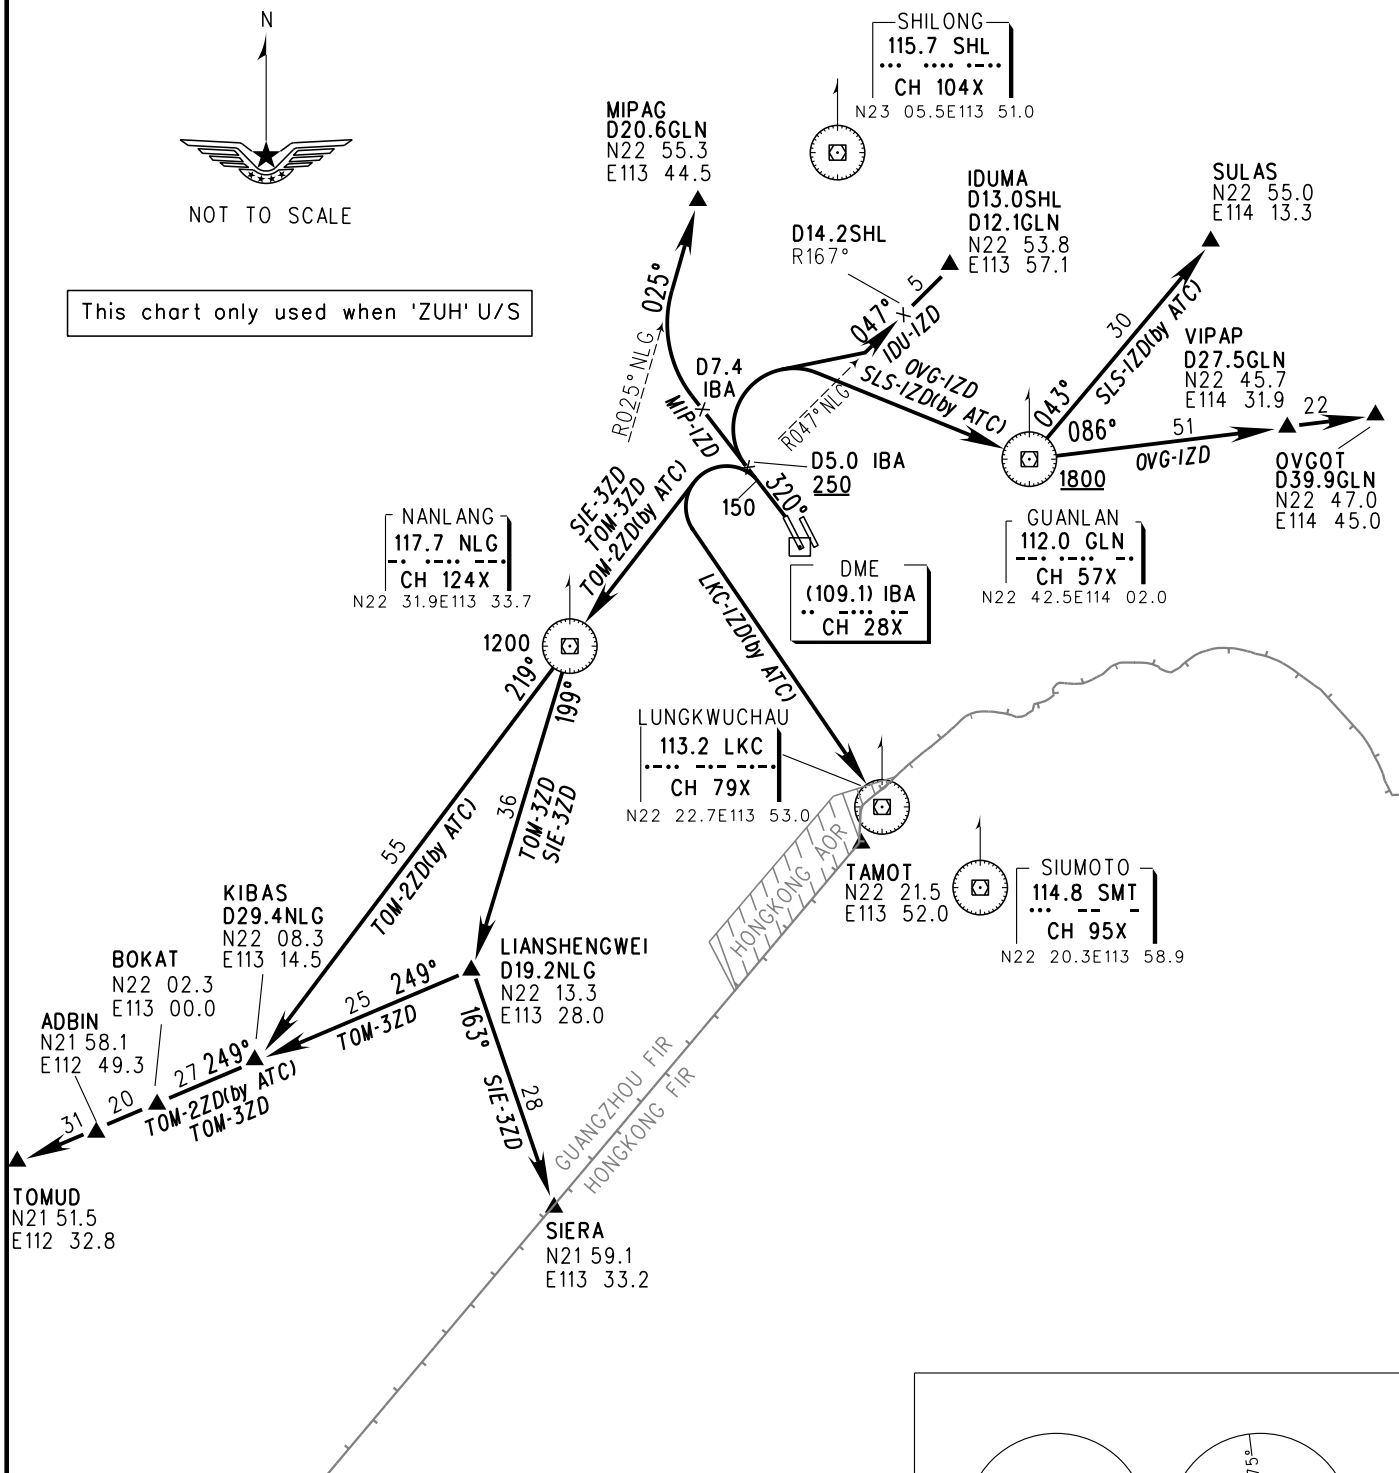 N
NOT TO SCALE
This chart only used when 'ZUH' U/S
SHILONG
115.7 SHL
CH 104X
N23 05.5E113 51.0
MIPAG
D20.6GLN
N22 55.3
E113 44.5
IDUMA
D13.0SHL
D12.1GLN
N22 53.8
E113 57.1
SULAS
N22 55.0
E114 13.3
D14.2SHL
R167°
5
047°
IDU-IZD
R047° NLG
025°
R025° NLG
D7.4
IBA
MIP-IZD
OVG-IZD
SLS-IZD(by ATC)
30
043°
SLS-IZD(by ATC)
VIPAP
D27.5GLN
N22 45.7
E114 31.9
086°
51
OVG-IZD
22
1800
OVGOT
D39.9GLN
N22 47.0
E114 45.0
D5.0 IBA
250
150
320°
GUANLAN
112.0 GLN
CH 57X
N22 42.5E114 02.0
DME
(109.1) IBA
CH 28X
NANLANG
117.7 NLG
CH 124X
N22 31.9E113 33.7
SIE-3ZD
TOM-3ZD
TOM-2ZD(by ATC)
LKC-IZD(by ATC)
1200
219°
199°
LUNGKWUCHAU
113.2 LKC
CH 79X
N22 22.7E113 53.0
36
TOM-3ZD
SIE-3ZD
55
TOM-2ZD(by ATC)
HONGKONG AOR
TAMOT
N22 21.5
E113 52.0
SIUMOTO
114.8 SMT
CH 95X
N22 20.3E113 58.9
KIBAS
D29.4NLG
N22 08.3
E113 14.5
LIANSHENGWEI
D19.2NLG
N22 13.3
E113 28.0
BOKAT
N22 02.3
E113 00.0
ADBIN
N21 58.1
E112 49.3
25
249°
TOM-3ZD
163°
28
SIE-3ZD
27
249°
TOM-2ZD(by ATC)
TOM-3ZD
20
31
GUANGZHOU FIR
HONGKONG FIR
TOMUD
N21 51.5
E112 32.8
SIERA
N21 59.1
E113 33.2